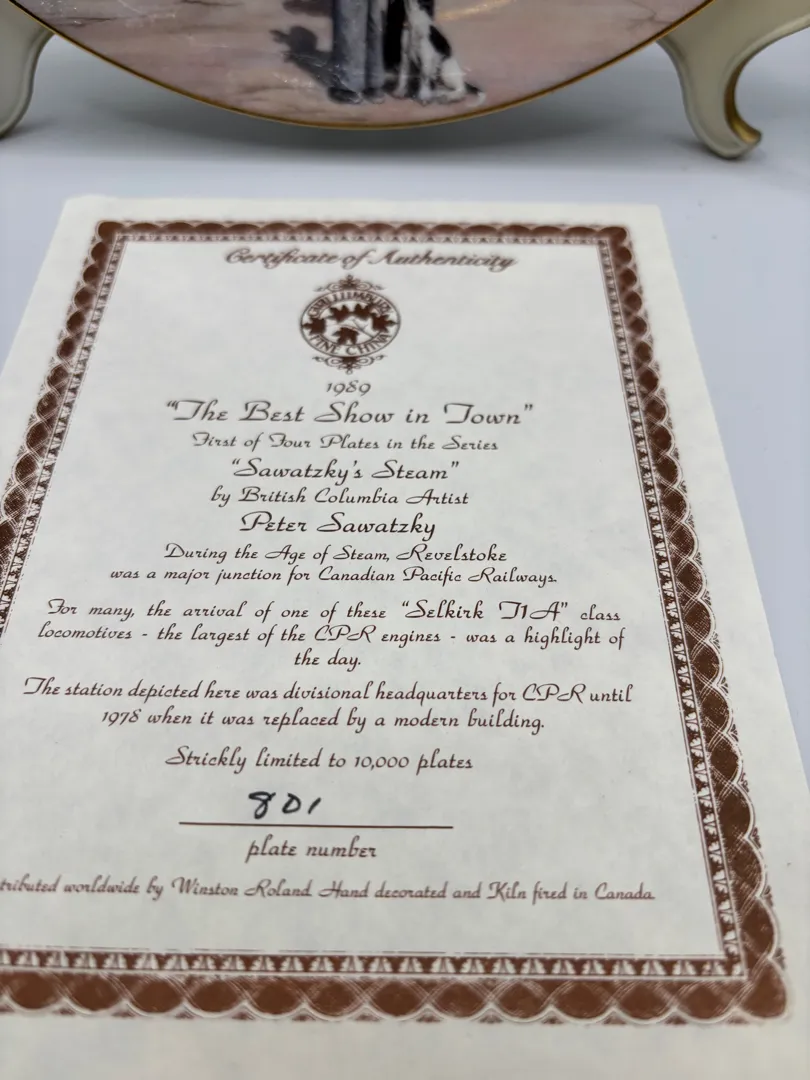 Certificate of Authenticity
FINE CHINA
1989
"The Best Show in Town"
First of Four Plates in the Series
"Sawatzky's Steam"
by British Columbia Artist
Peter Sawatzky
During the Age of Steam, Revelstoke
was a major junction for Canadian Pacific Railways.
For many, the arrival of one of these "Selkirk T1A" class
locomotives - the largest of the CPR engines - was a highlight of
the day.
The station depicted here was divisional headquarters for CPR until
1978 when it was replaced by a modern building.
Strickly limited to 10,000 plates
801
plate number
tributed worldwide by Winston Roland Hand decorated and Kiln fired in Canada.